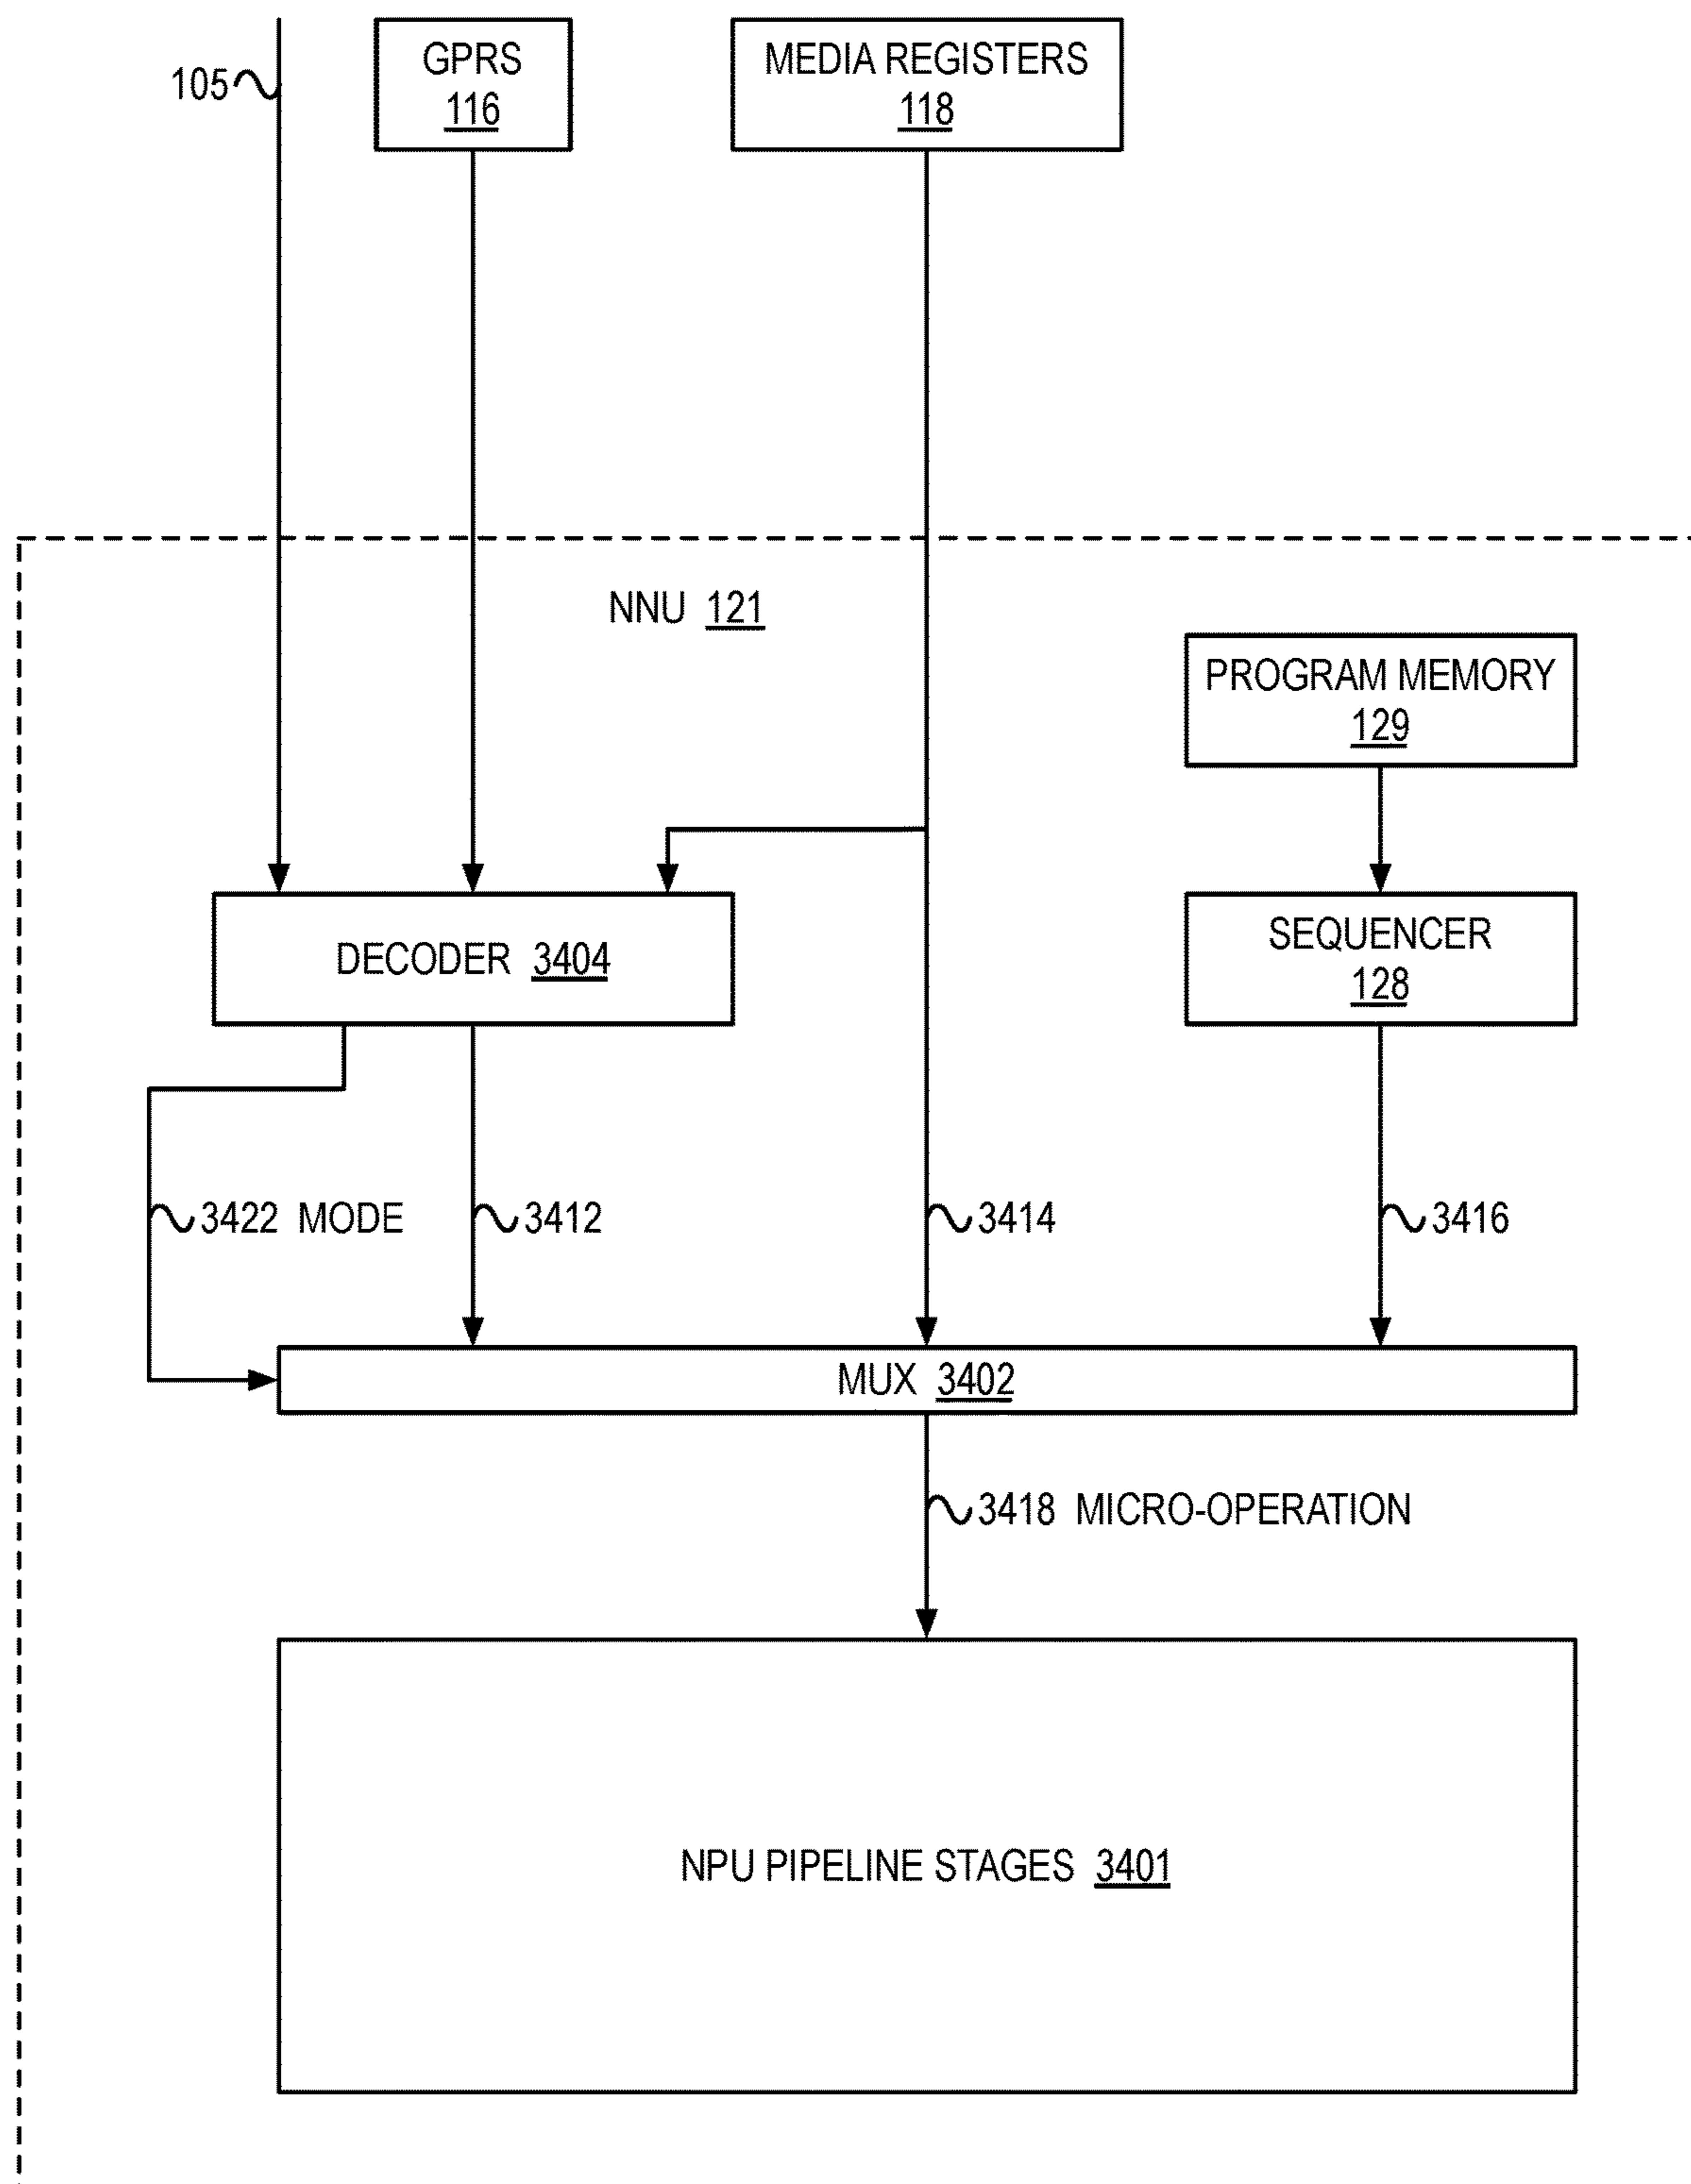 105
GPRS
116
MEDIA REGISTERS
118
NNU 121
PROGRAM MEMORY
129
DECODER 3404
SEQUENCER
128
3422 MODE
3412
3414
3416
MUX 3402
3418 MICRO-OPERATION
NPU PIPELINE STAGES 3401